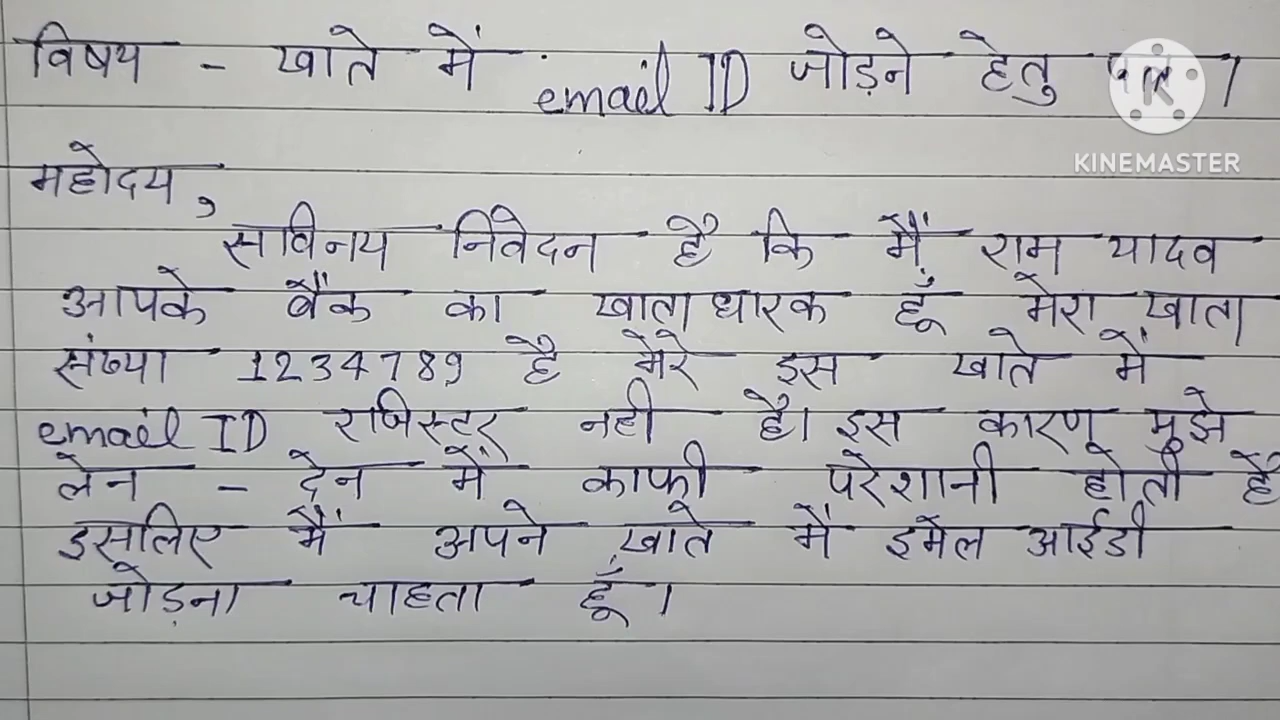 विषय - खाते में email ID जोड़ने हेतु पत्र ।
KINEMASTER
महोदय,
सविनय निवेदन है कि मैं राम यादव
आपके बैंक का खाताधारक हूँ मेरा खाता
संख्या 1234789 है मेरे इस खाते में
email ID रजिस्टर नही है। इस कारण मुझे
लेन - देन में काफी परेशानी होती है
इसलिए मैं अपने खाते में इमेल आईडी
जोड़ना चाहता हूँ ।